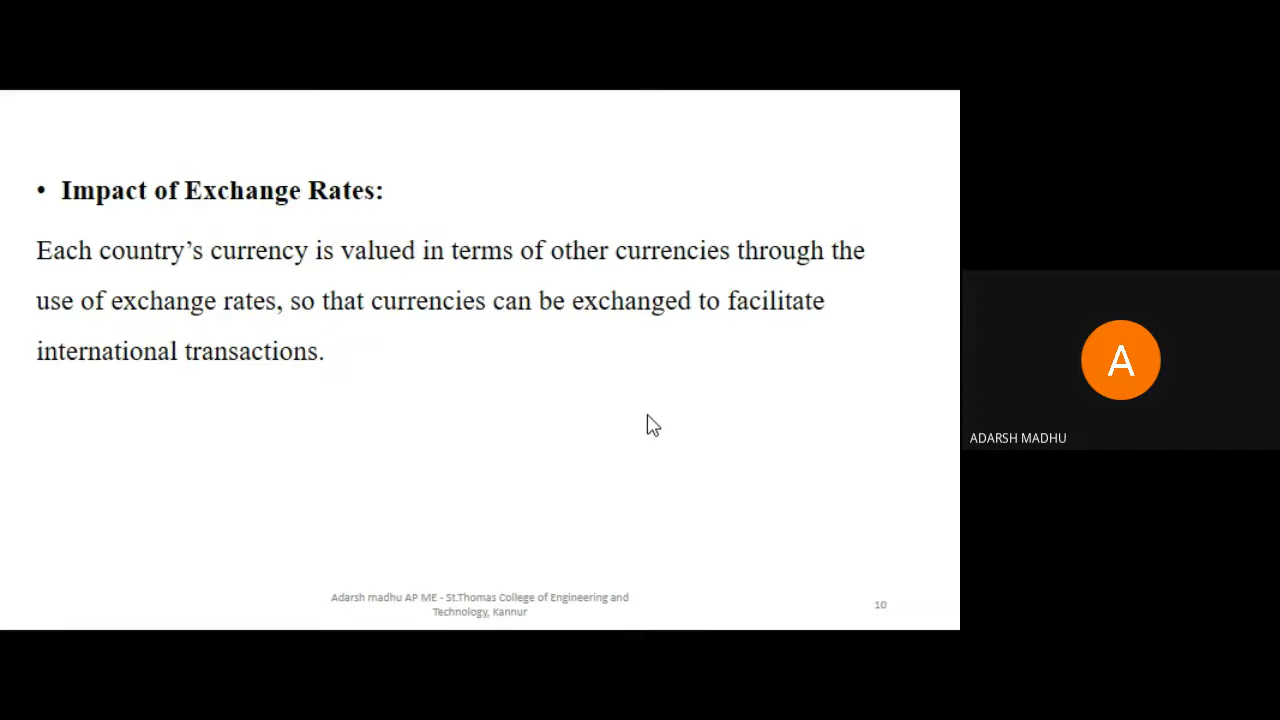 • Impact of Exchange Rates:
Each country’s currency is valued in terms of other currencies through the
use of exchange rates, so that currencies can be exchanged to facilitate
international transactions.
A
ADARSH MADHU
Adarsh madhu AP ME - St.Thomas College of Engineering and
Technology, Kannur
10